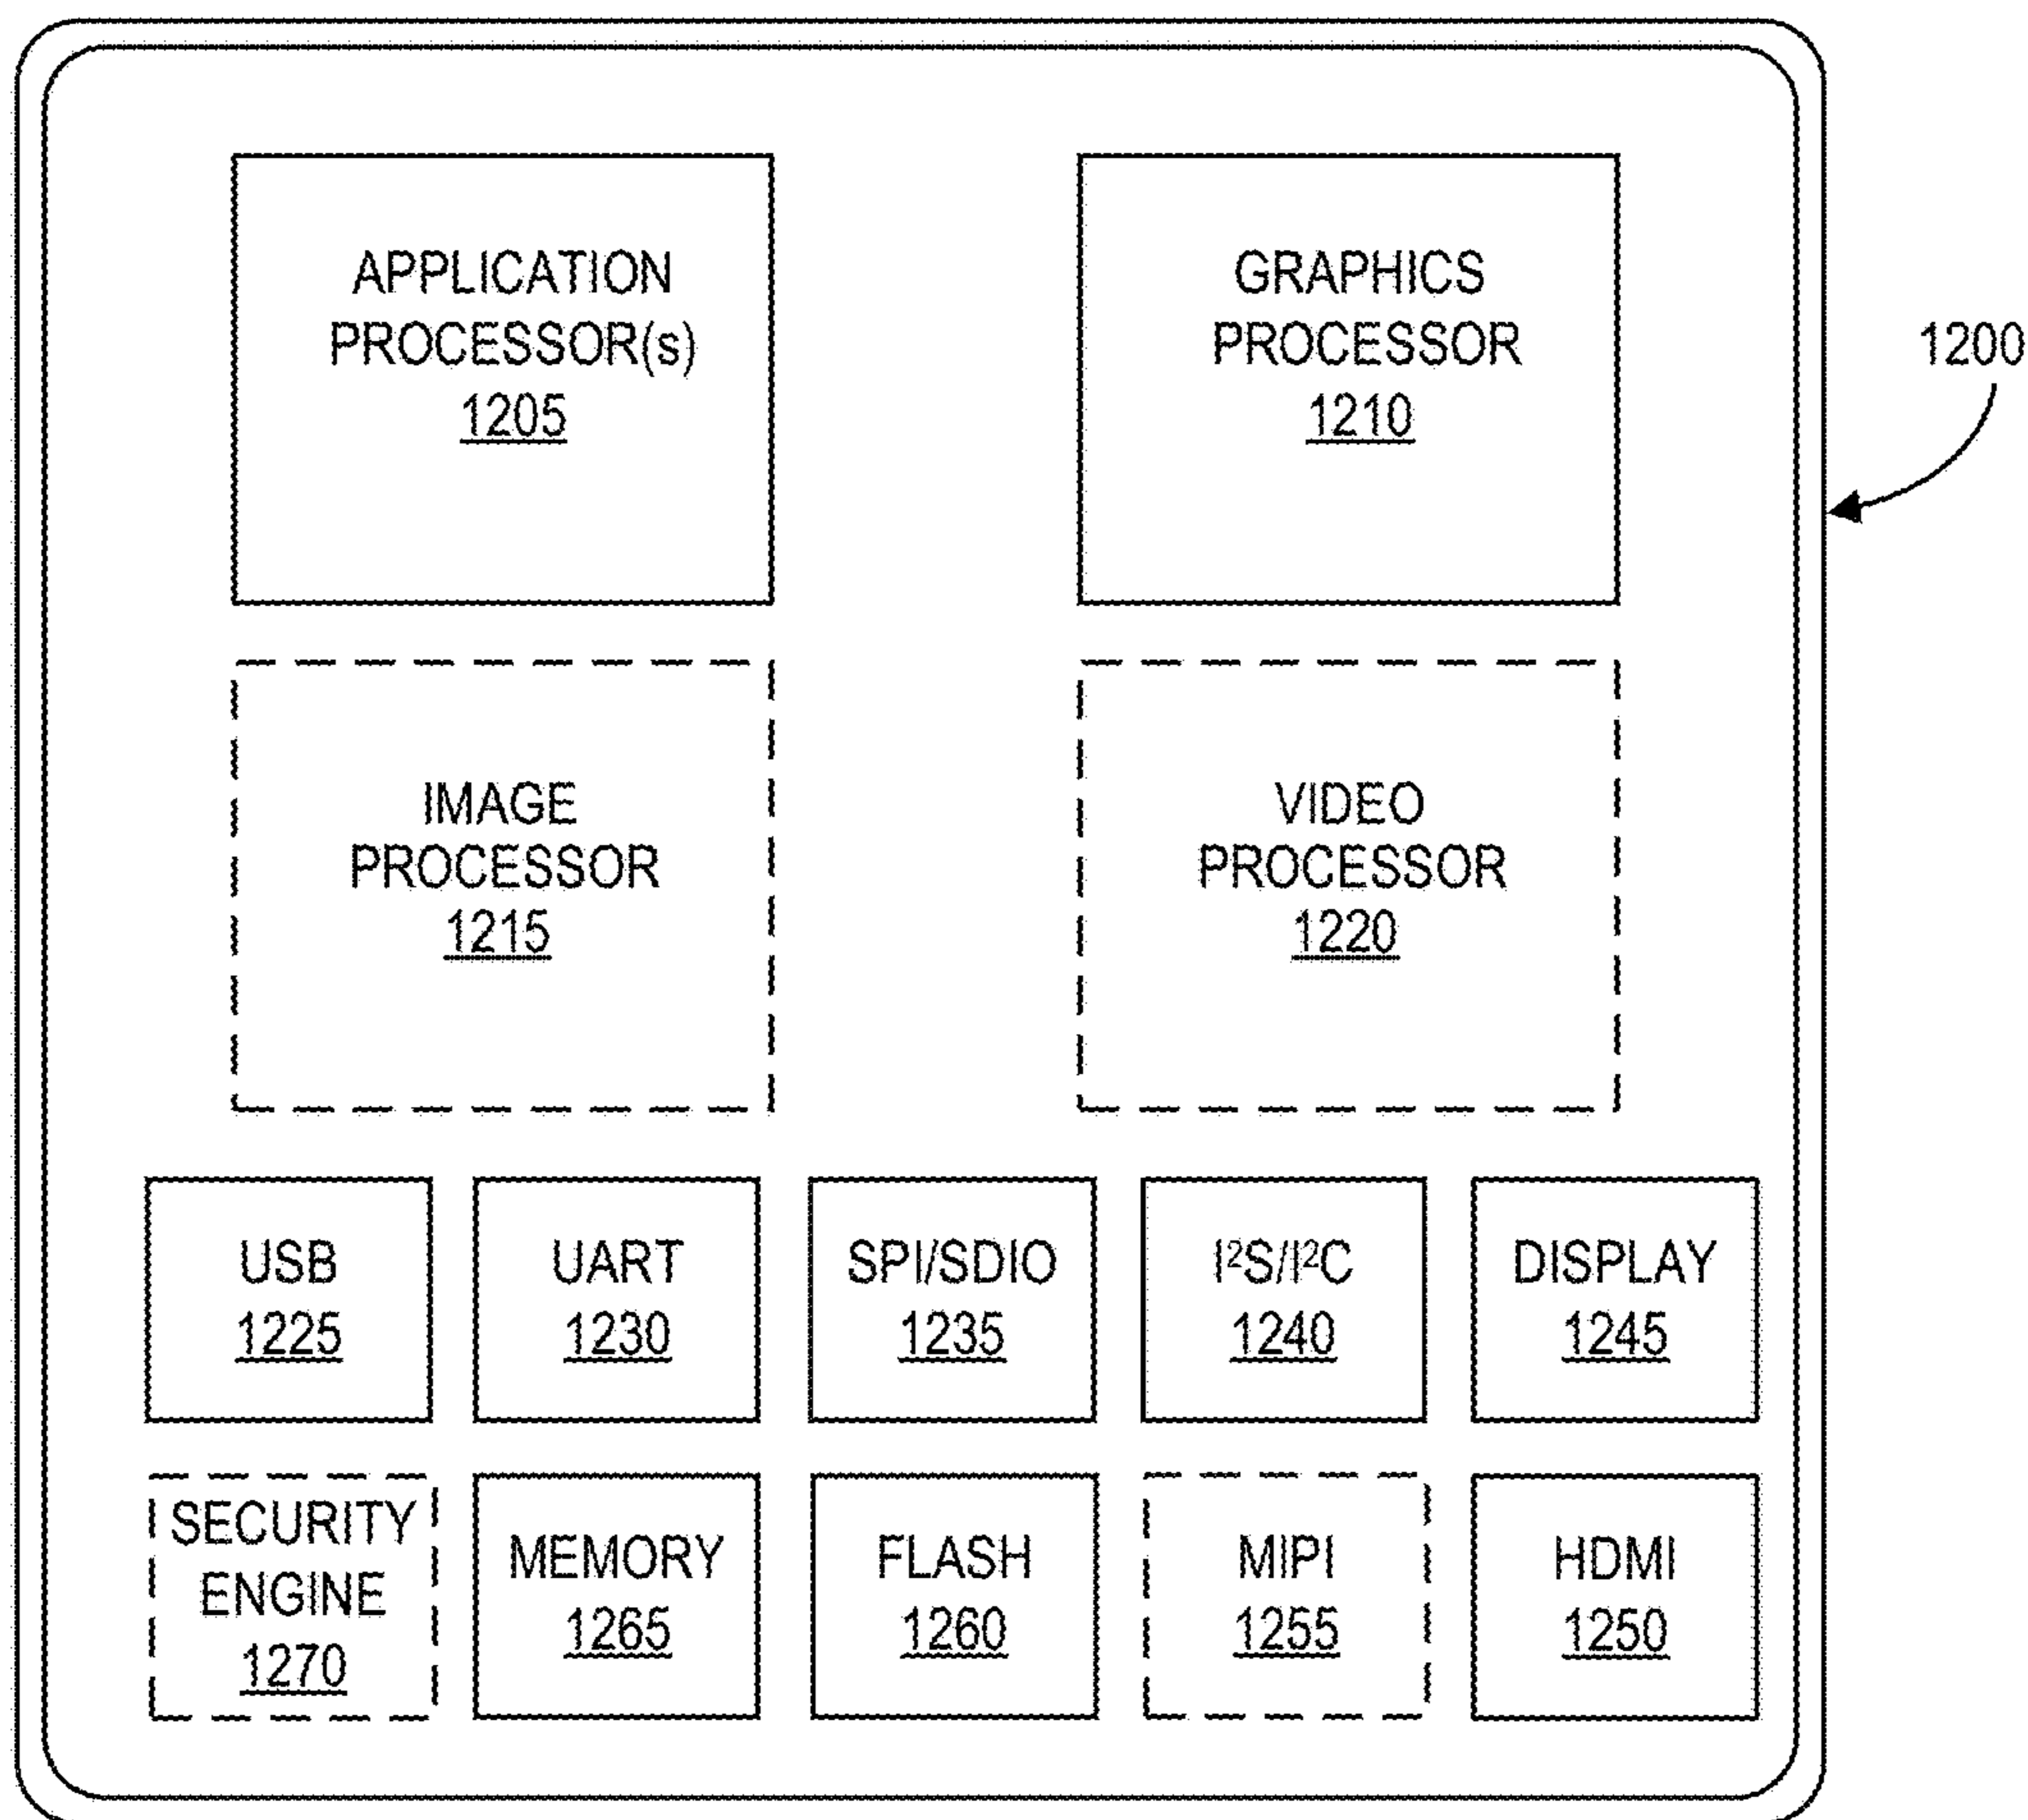 APPLICATION
PROCESSOR(s)
1205
GRAPHICS
PROCESSOR
1210
1200
IMAGE
PROCESSOR
1215
VIDEO
PROCESSOR
1220
USB
1225
UART
1230
SPI/SDIO
1235
I²S/I²C
1240
DISPLAY
1245
SECURITY
ENGINE
1270
MEMORY
1265
FLASH
1260
MIPI
1255
HDMI
1250